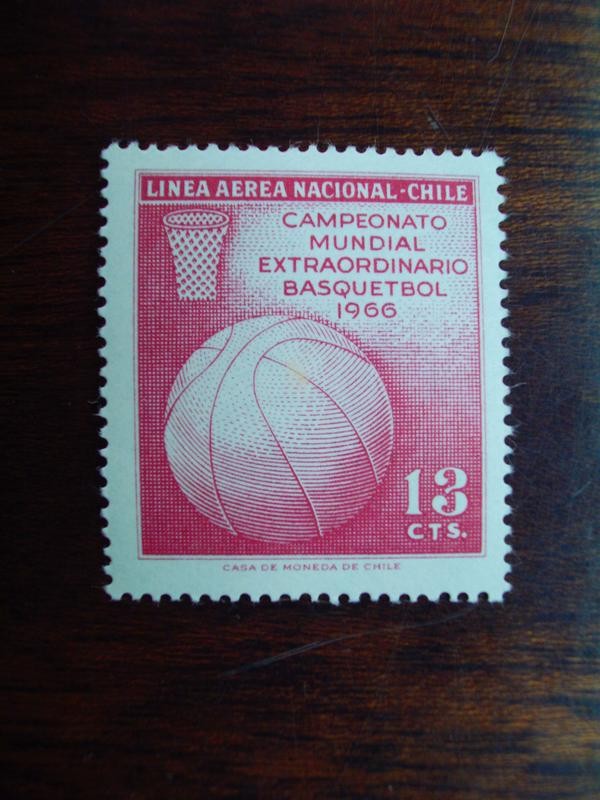 LINEA AEREA NACIONAL-CHILE
CAMPEONATO
MUNDIAL
EXTRAORDINARIO
BASQUETBOL
1966
13
CTS.
CASA DE MONEDA DE CHILE